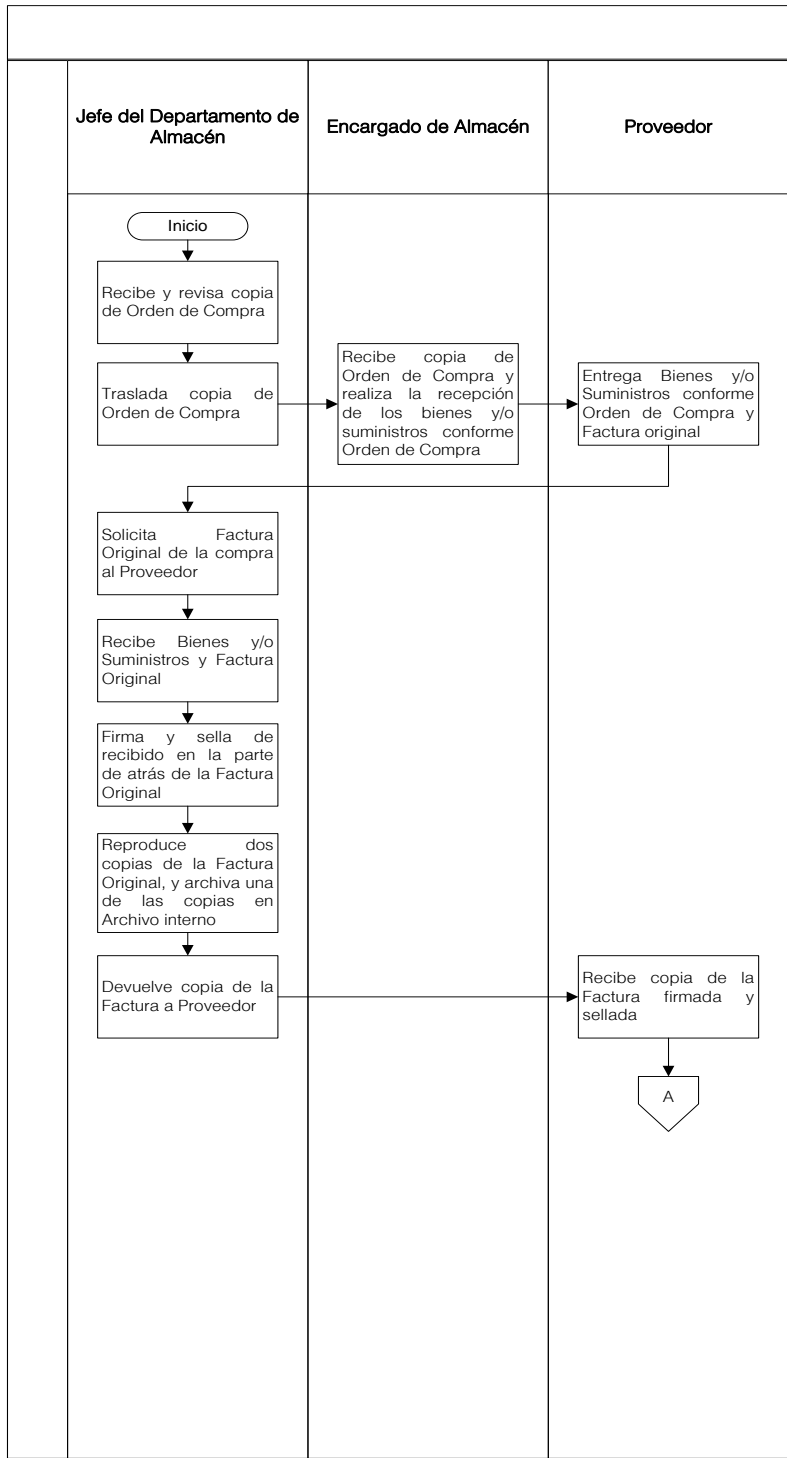 Jefe del Departamento de
Almacén
Encargado de Almacén
Proveedor
Inicio
Recibe y revisa copia
de Orden de Compra
Traslada copia de
Orden de Compra
Recibe copia de
Orden de Compra y
realiza la recepción
de los bienes y/o
suministros conforme
Orden de Compra
Entrega Bienes y/o
Suministros conforme
Orden de Compra y
Factura original
Solicita Factura
Original de la compra
al Proveedor
Recibe Bienes y/o
Suministros y Factura
Original
Firma y sella de
recibido en la parte
de atrás de la Factura
Original
Reproduce dos
copias de la Factura
Original, y archiva una
de las copias en
Archivo interno
Devuelve copia de la
Factura a Proveedor
Recibe copia de la
Factura firmada y
sellada
A